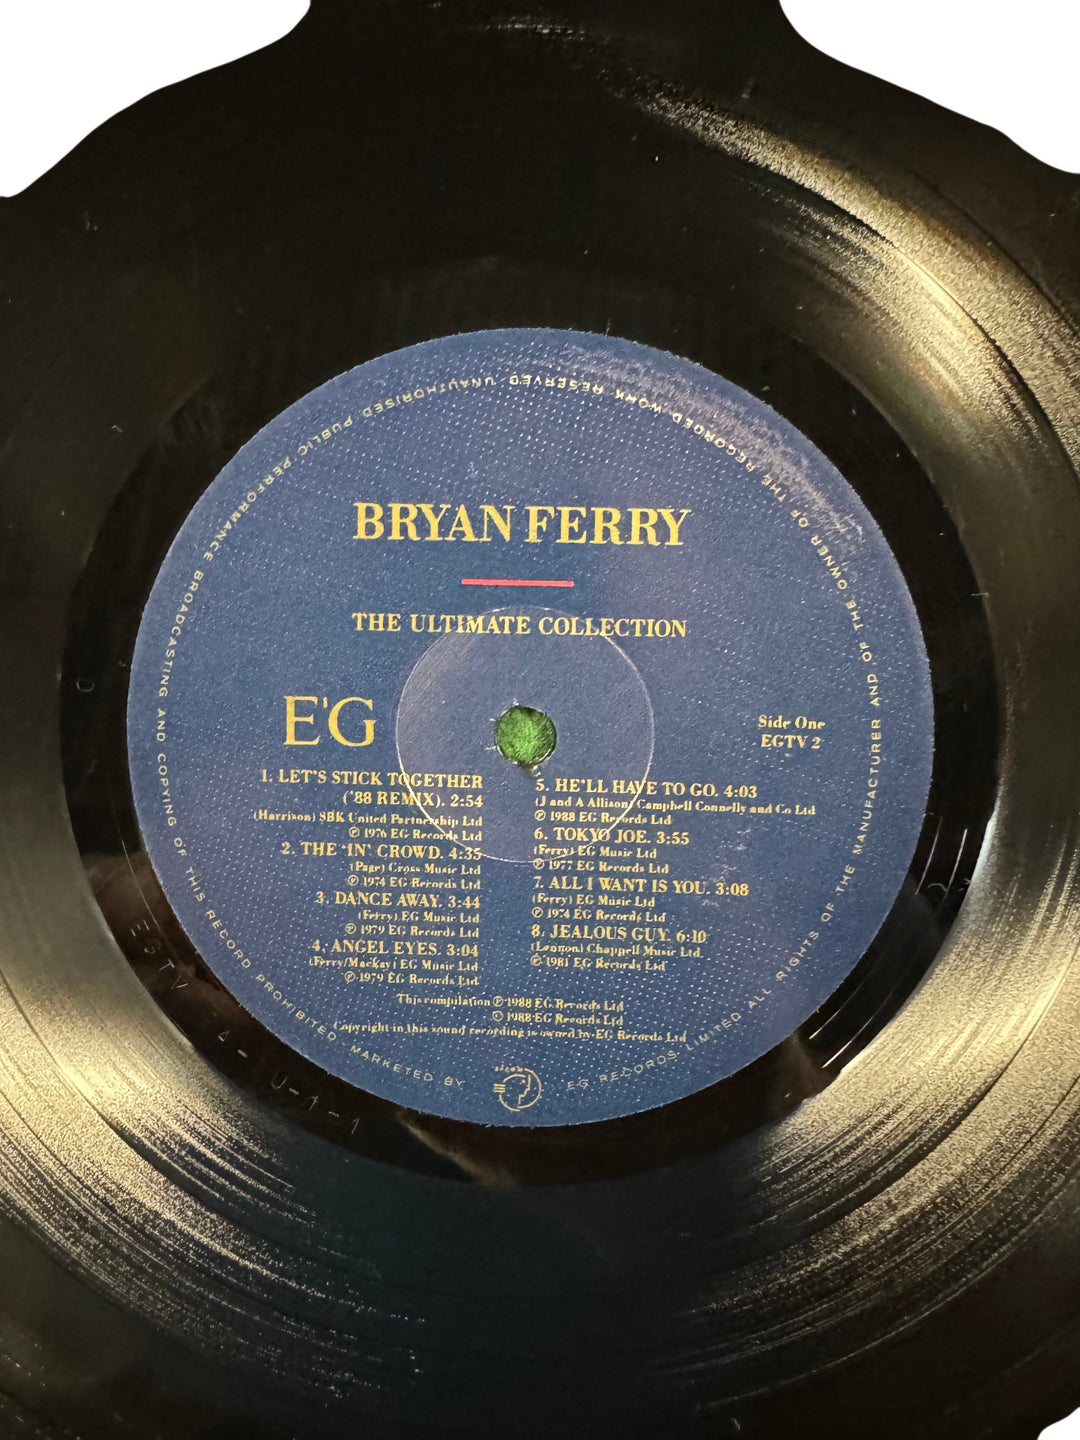 BRYAN FERRY
THE ULTIMATE COLLECTION
E'G
Side One
EGTV 2
1. LET'S STICK TOGETHER
('88 REMIX). 2:54
(Harrison) SBK United Partnership Ltd
℗ 1976 EG Records Ltd
2. THE 'IN' CROWD. 4:35
(Page) Cross Music Ltd
℗ 1974 EG Records Ltd
3. DANCE AWAY. 3:44
(Ferry) EG Music Ltd
℗ 1979 EG Records Ltd
4. ANGEL EYES. 3:04
(Ferry/Mackay) EG Music Ltd
℗ 1979 EG Records Ltd
5. HE'LL HAVE TO GO. 4:03
(J and A Allison) Campbell Connelly and Co Ltd
℗ 1988 EG Records Ltd
6. TOKYO JOE. 3:55
(Ferry) EG Music Ltd
℗ 1977 EG Records Ltd
7. ALL I WANT IS YOU. 3:08
(Ferry) EG Music Ltd
℗ 1974 EG Records Ltd
8. JEALOUS GUY. 6:10
(Lennon) Chappell Music Ltd
℗ 1981 EG Records Ltd
This compilation ℗ 1988 EG Records Ltd
© 1988 EG Records Ltd
Copyright in this sound recording is owned by EG Records Ltd
MARKETED BY EG RECORDS LIMITED ALL RIGHTS OF THE MANUFACTURER AND OF THE OWNER OF THE RECORDED WORK RESERVED UNAUTHORISED PUBLIC PERFORMANCE BROADCASTING AND COPYING OF THIS RECORD PROHIBITED
EGTV 2 A-U-1-1